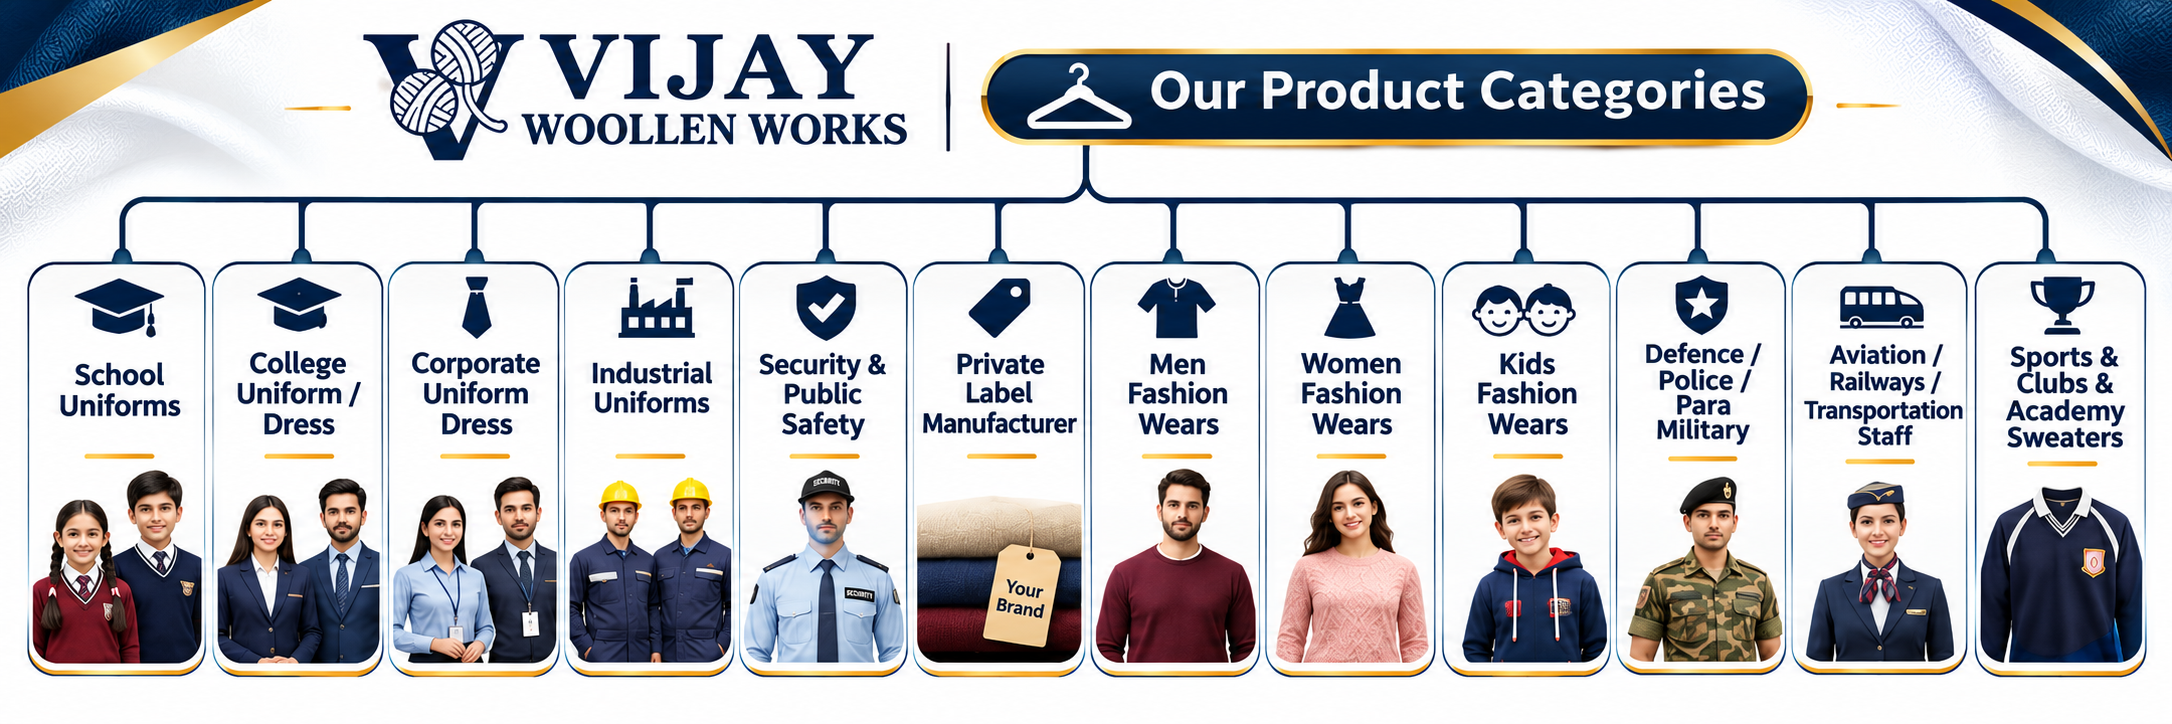 VIJAY
WOOLLEN WORKS
Our Product Categories
School
Uniforms
College
Uniform /
Dress
Corporate
Uniform
Dress
Industrial
Uniforms
Security &
Public
Safety
Private
Label
Manufacturer
Men
Fashion
Wears
Women
Fashion
Wears
Kids
Fashion
Wears
Defence /
Police /
Para
Military
Aviation /
Railways /
Transportation
Staff
Sports &
Clubs &
Academy
Sweaters
SECURITY
SECURITY
Your
Brand